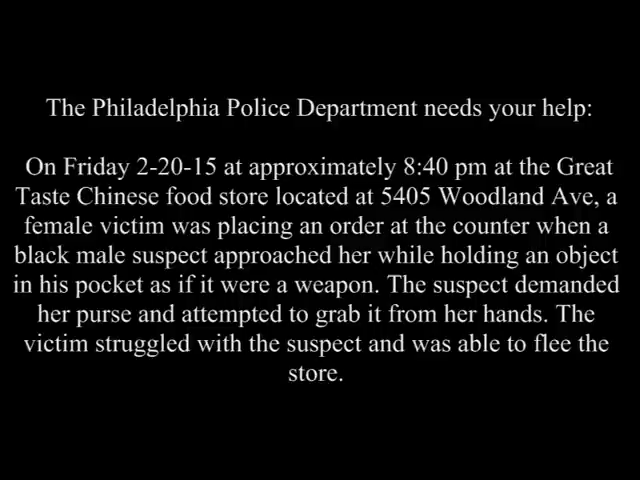 The Philadelphia Police Department needs your help:
On Friday 2-20-15 at approximately 8:40 pm at the Great
Taste Chinese food store located at 5405 Woodland Ave, a
female victim was placing an order at the counter when a
black male suspect approached her while holding an object
in his pocket as if it were a weapon. The suspect demanded
her purse and attempted to grab it from her hands. The
victim struggled with the suspect and was able to flee the
store.